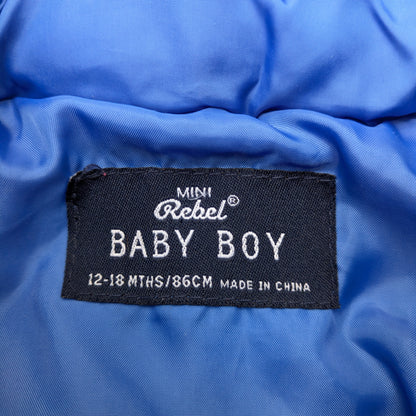 MINI
Rebel®
BABY BOY
12-18 MTHS/86CM MADE IN CHINA